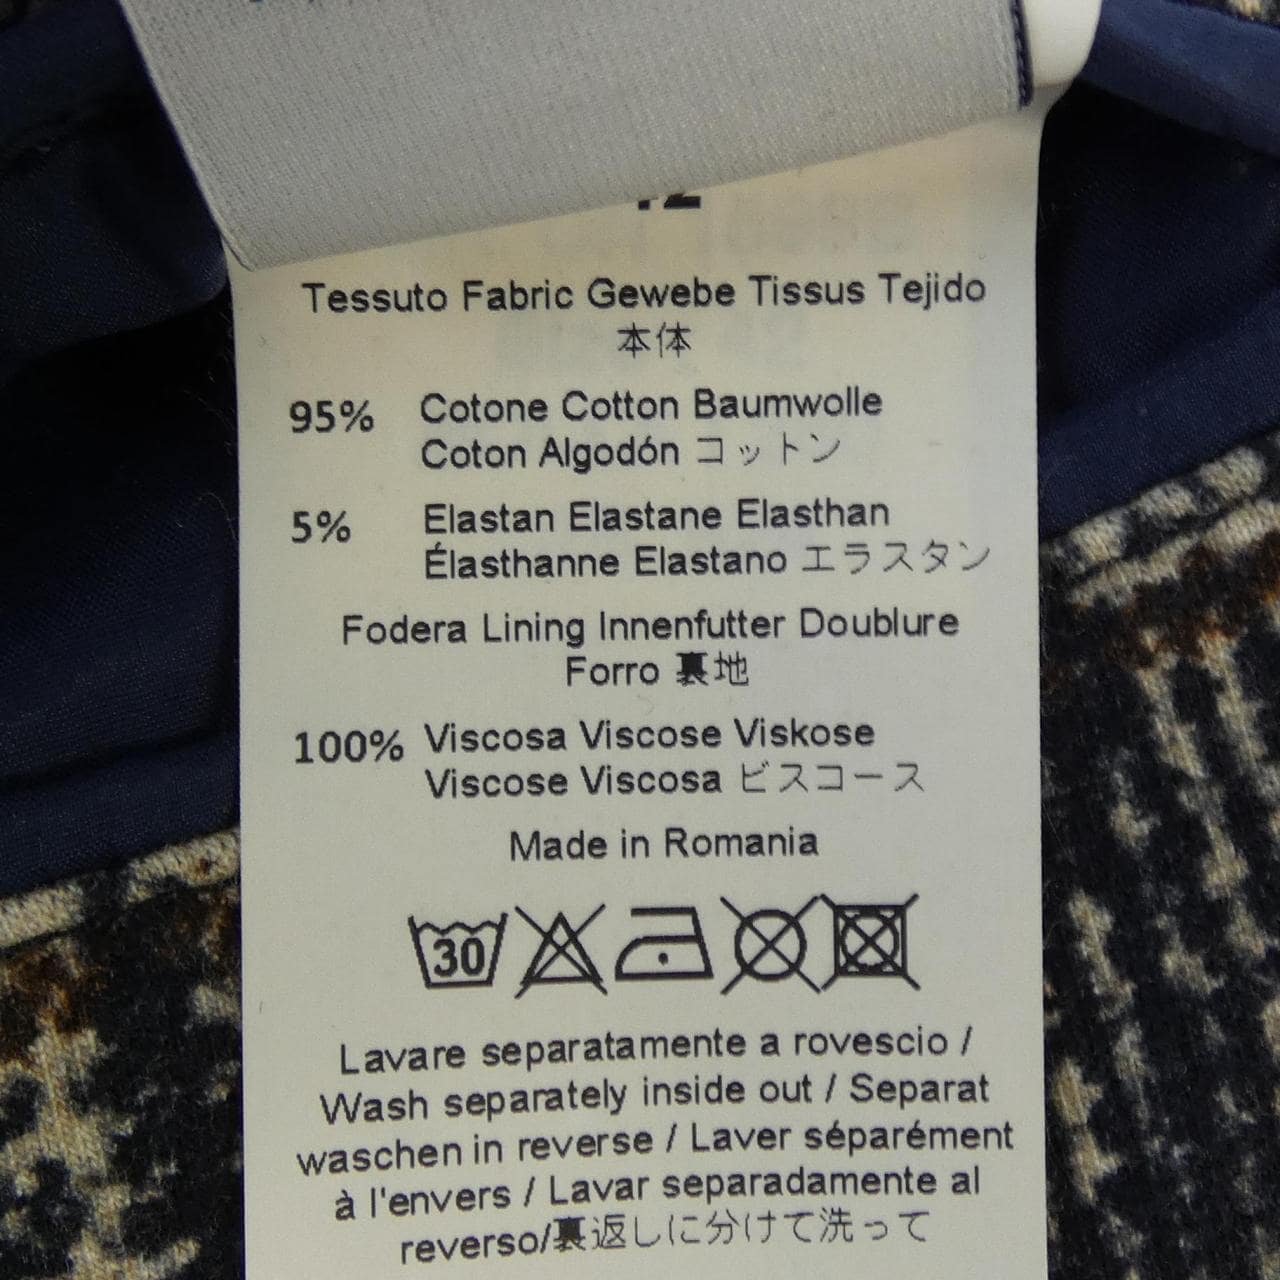 Tessuto Fabric Gewebe Tissus Tejido
本体
95% Cotone Cotton Baumwolle
Coton Algodón コットン
5% Elastan Elastane Elasthan
Élasthanne Elastano エラスタン
Fodera Lining Innenfutter Doublure
Forro 裏地
100% Viscosa Viscose Viskose
Viscose Viscosa ビスコース
Made in Romania
30
Lavare separatamente a rovescio /
Wash separately inside out / Separat
waschen in reverse / Laver séparément
à l'envers / Lavar separadamente al
reverso/裏返しに分けて洗って